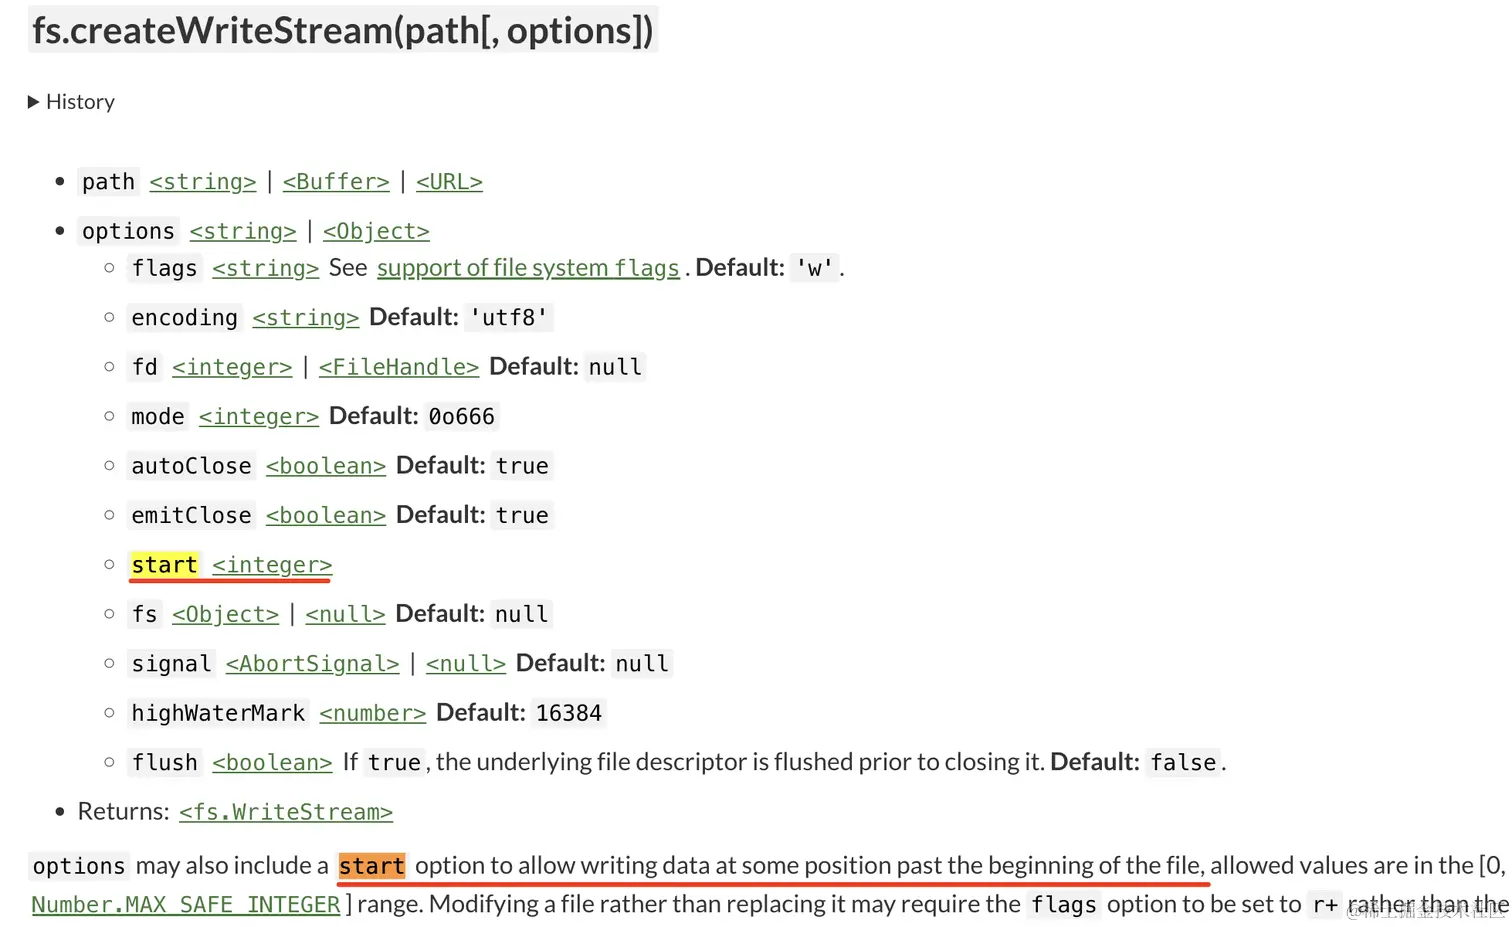 fs.createWriteStream(path[, options])
▶ History
• path <string> | <Buffer> | <URL>
• options <string> | <Object>
○ flags <string> See support of file system flags . Default: 'w'.
○ encoding <string> Default: 'utf8'
○ fd <integer> | <FileHandle> Default: null
○ mode <integer> Default: 0o666
○ autoClose <boolean> Default: true
○ emitClose <boolean> Default: true
○ start <integer>
○ fs <Object> | <null> Default: null
○ signal <AbortSignal> | <null> Default: null
○ highWaterMark <number> Default: 16384
○ flush <boolean> If true, the underlying file descriptor is flushed prior to closing it. Default: false.
• Returns: <fs.WriteStream>
options may also include a start option to allow writing data at some position past the beginning of the file, allowed values are in the [0,
Number.MAX_SAFE_INTEGER] range. Modifying a file rather than replacing it may require the flags option to be set to r+ rather than the
@稀土掘金技术社区